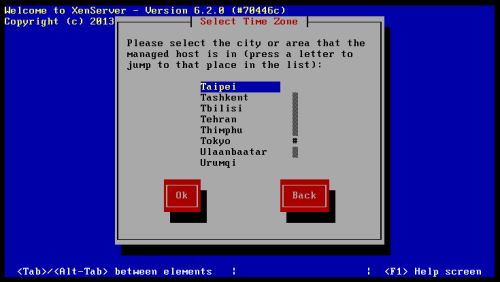 Welcome to XenServer - Version 6.2.0 (#70446c)
Copyright (c) 2013
Select Time Zone
Please select the city or area that the
managed host is in (press a letter to
jump to that place in the list):
Taipei
Tashkent
Tbilisi
Tehran
Thimphu
Tokyo
Ulaanbaatar
Urumqi
Ok Back
<Tab>/<Alt-Tab> between elements | | <F1> Help screen